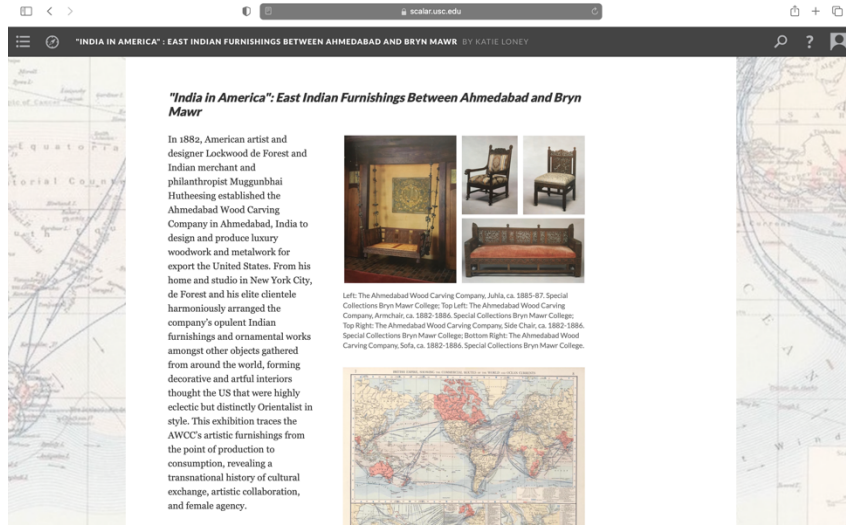 scalar.usc.edu
"INDIA IN AMERICA" : EAST INDIAN FURNISHINGS BETWEEN AHMEDABAD AND BRYN MAWR BY KATIE LONEY
"India in America": East Indian Furnishings Between Ahmedabad and Bryn
Mawr
In 1882, American artist and
designer Lockwood de Forest and
Indian merchant and
philanthropist Muggunbhai
Hutheesing established the
Ahmedabad Wood Carving
Company in Ahmedabad, India to
design and produce luxury
woodwork and metalwork for
export the United States. From his
home and studio in New York City,
de Forest and his elite clientele
harmoniously arranged the
company's opulent Indian
furnishings and ornamental works
amongst other objects gathered
from around the world, forming
decorative and artful interiors
thought the US that were highly
eclectic but distinctly Orientalist in
style. This exhibition traces the
AWCC's artistic furnishings from
the point of production to
consumption, revealing a
transnational history of cultural
exchange, artistic collaboration,
and female agency.
Left: The Ahmedabad Wood Carving Company, Juhla, ca. 1885-87. Special
Collections Bryn Mawr College; Top Left: The Ahmedabad Wood Carving
Company, Armchair, ca. 1882-1886. Special Collections Bryn Mawr College;
Top Right: The Ahmedabad Wood Carving Company, Side Chair, ca. 1882-1886.
Special Collections Bryn Mawr College; Bottom Right: The Ahmedabad Wood
Carving Company, Sofa, ca. 1882-1886. Special Collections Bryn Mawr College.